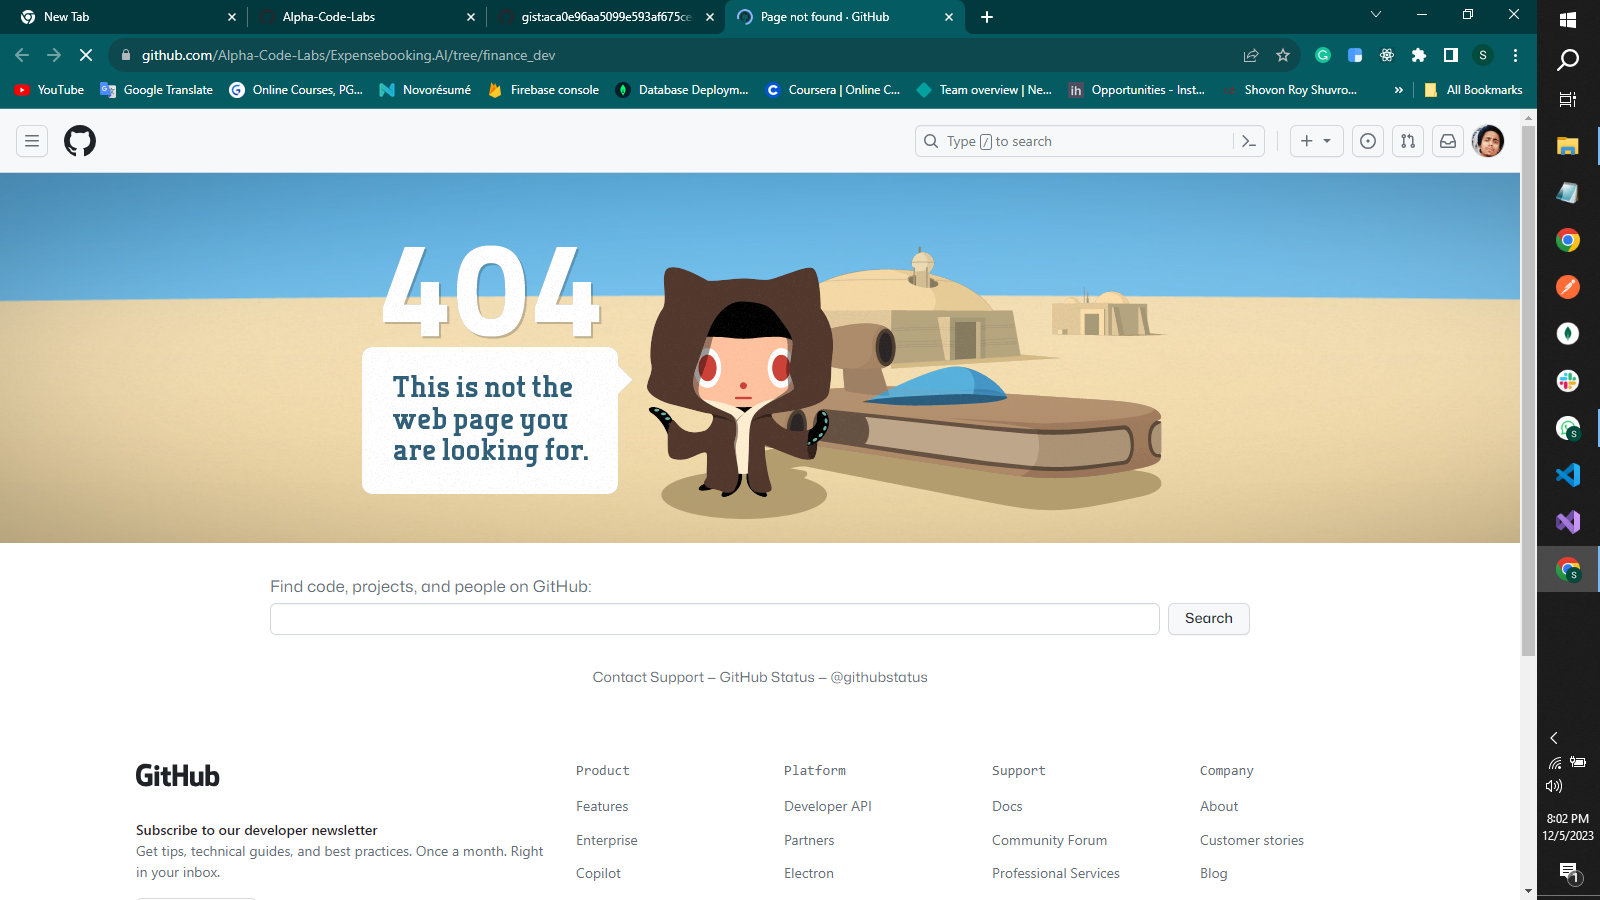 New Tab
Alpha-Code-Labs
gist:aca0e96aa5099e593af675ce
Page not found · GitHub
github.com/Alpha-Code-Labs/Expensebooking.AI/tree/finance_dev
S
YouTube
Google Translate
Online Courses, PG...
Novorésumé
Firebase console
Database Deploym...
Coursera | Online C...
Team overview | Ne...
ih
Opportunities - Inst...
Shovon Roy Shuvro...
»
All Bookmarks
Type / to search
404
This is not the
web page you
are looking for.
Find code, projects, and people on GitHub:
Search
Contact Support — GitHub Status — @githubstatus
GitHub
Subscribe to our developer newsletter
Get tips, technical guides, and best practices. Once a month. Right
in your inbox.
Product
Features
Enterprise
Copilot
Platform
Developer API
Partners
Electron
Support
Docs
Community Forum
Professional Services
Company
About
Customer stories
Blog
S
S
8:02 PM
12/5/2023
1